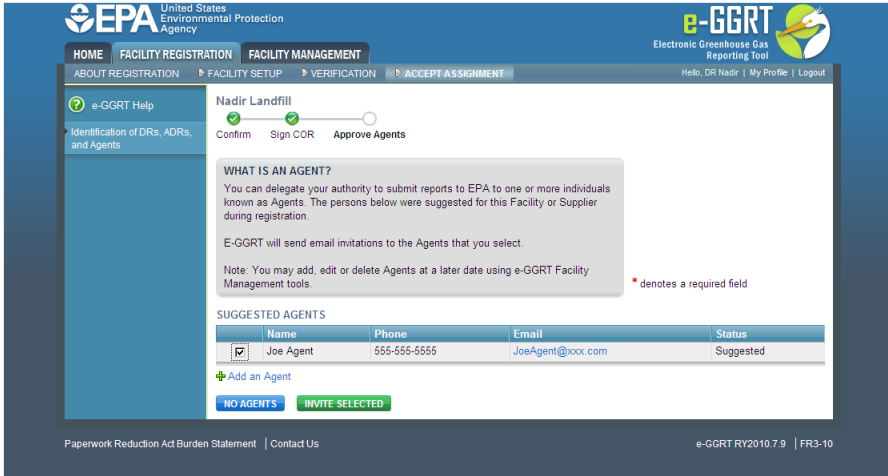 EPA
United States
Environmental Protection
Agency
e-GGRT
Electronic Greenhouse Gas
Reporting Tool
HOME FACILITY REGISTRATION FACILITY MANAGEMENT
ABOUT REGISTRATION FACILITY SETUP VERIFICATION ACCEPT ASSIGNMENT
Hello, DR Nadir | My Profile | Logout
? e-GGRT Help
Identification of DRs, ADRs,
and Agents
Nadir Landfill
Confirm Sign COR Approve Agents
WHAT IS AN AGENT?
You can delegate your authority to submit reports to EPA to one or more individuals
known as Agents. The persons below were suggested for this Facility or Supplier
during registration.
E-GGRT will send email invitations to the Agents that you select.
Note: You may add, edit or delete Agents at a later date using e-GGRT Facility
Management tools.
* denotes a required field
SUGGESTED AGENTS
Name Phone Email Status
Joe Agent 555-555-5555 JoeAgent@xxx.com Suggested
Add an Agent
NO AGENTS INVITE SELECTED
Paperwork Reduction Act Burden Statement | Contact Us
e-GGRT RY2010.7.9 | FR3-10